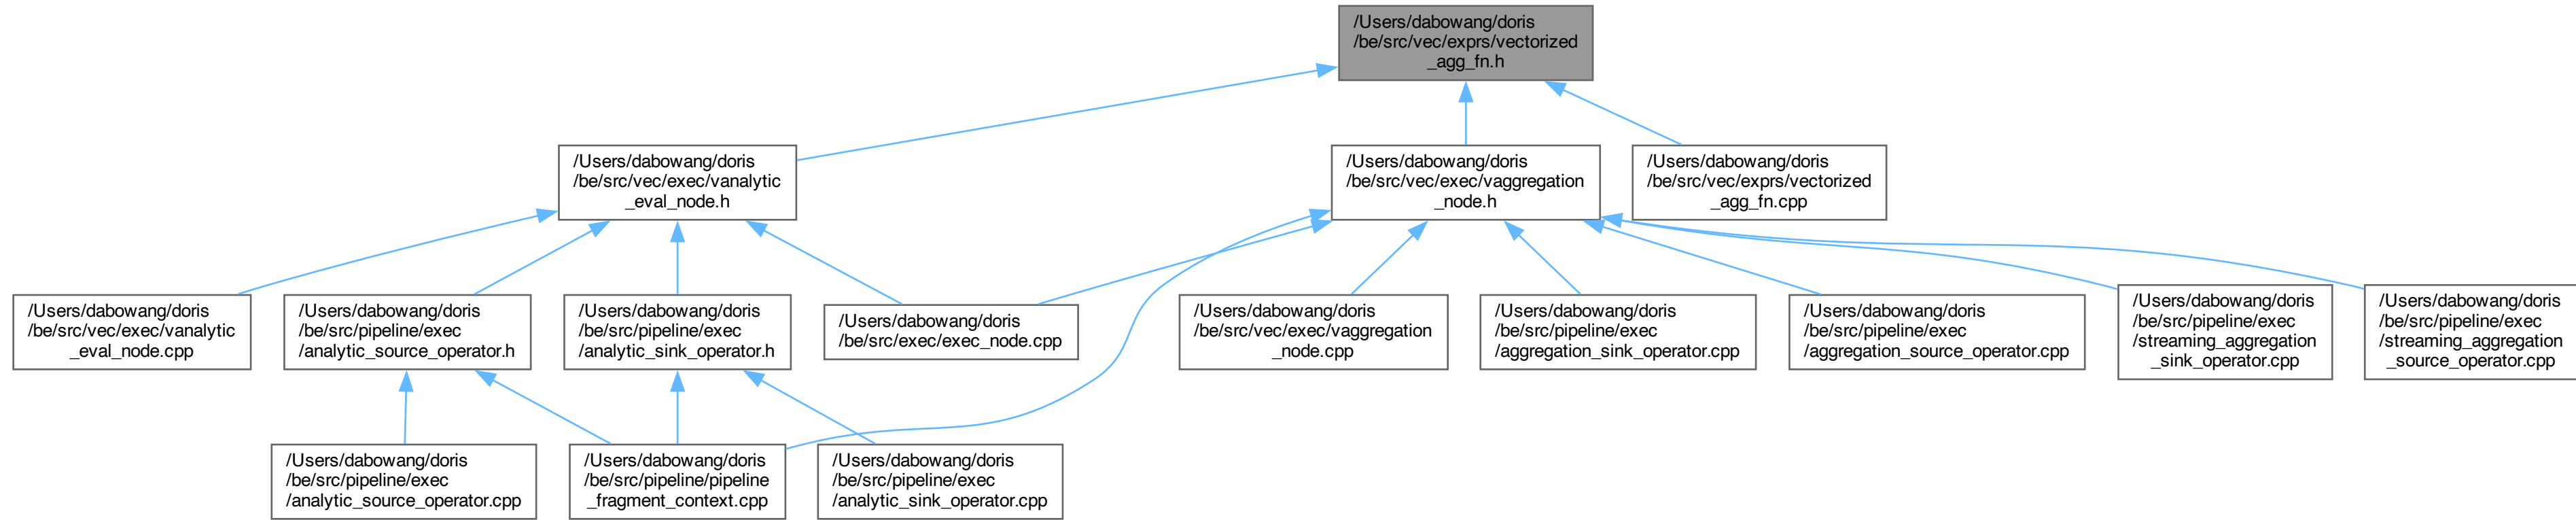 /Users/dabowang/doris
/be/src/vec/exprs/vectorized
_agg_fn.h
/Users/dabowang/doris
/be/src/vec/exec/vanalytic
_eval_node.h
/Users/dabowang/doris
/be/src/vec/exec/vaggregation
_node.h
/Users/dabowang/doris
/be/src/vec/exprs/vectorized
_agg_fn.cpp
/Users/dabowang/doris
/be/src/vec/exec/vanalytic
_eval_node.cpp
/Users/dabowang/doris
/be/src/pipeline/exec
/analytic_source_operator.h
/Users/dabowang/doris
/be/src/pipeline/exec
/analytic_sink_operator.h
/Users/dabowang/doris
/be/src/exec/exec_node.cpp
/Users/dabowang/doris
/be/src/vec/exec/vaggregation
_node.cpp
/Users/dabowang/doris
/be/src/pipeline/exec
/aggregation_sink_operator.cpp
/Users/dabowang/doris
/be/src/pipeline/exec
/aggregation_source_operator.cpp
/Users/dabowang/doris
/be/src/pipeline/exec
/streaming_aggregation
_sink_operator.cpp
/Users/dabowang/doris
/be/src/pipeline/exec
/streaming_aggregation
_source_operator.cpp
/Users/dabowang/doris
/be/src/pipeline/exec
/analytic_source_operator.cpp
/Users/dabowang/doris
/be/src/pipeline/pipeline
_fragment_context.cpp
/Users/dabowang/doris
/be/src/pipeline/exec
/analytic_sink_operator.cpp